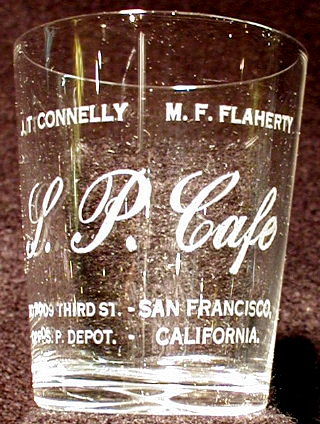 J.T. CONNELLY M. F. FLAHERTY
S. P. Cafe
THIRD ST. - SAN FRANCISCO,
S. P. DEPOT. - CALIFORNIA.